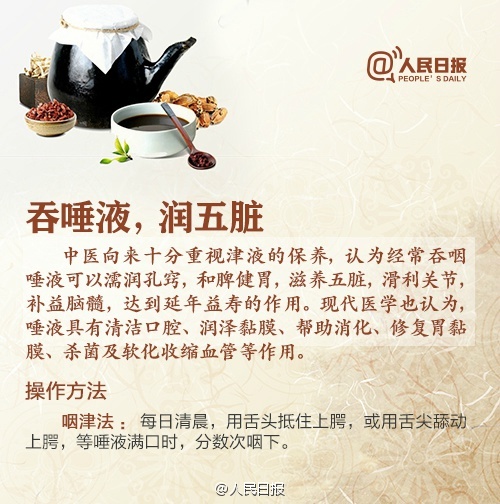 @人民日报
PEOPLE'S DAILY
吞唾液，润五脏
中医向来十分重视津液的保养，认为经常吞咽
唾液可以濡润孔窍，和脾健胃，滋养五脏，滑利关节，
补益脑髓，达到延年益寿的作用。现代医学也认为，
唾液具有清洁口腔、润泽黏膜、帮助消化、修复胃黏
膜、杀菌及软化收缩血管等作用。
操作方法
咽津法：每日清晨，用舌头抵住上腭，或用舌尖舔动
上腭，等唾液满口时，分数次咽下。
@人民日报